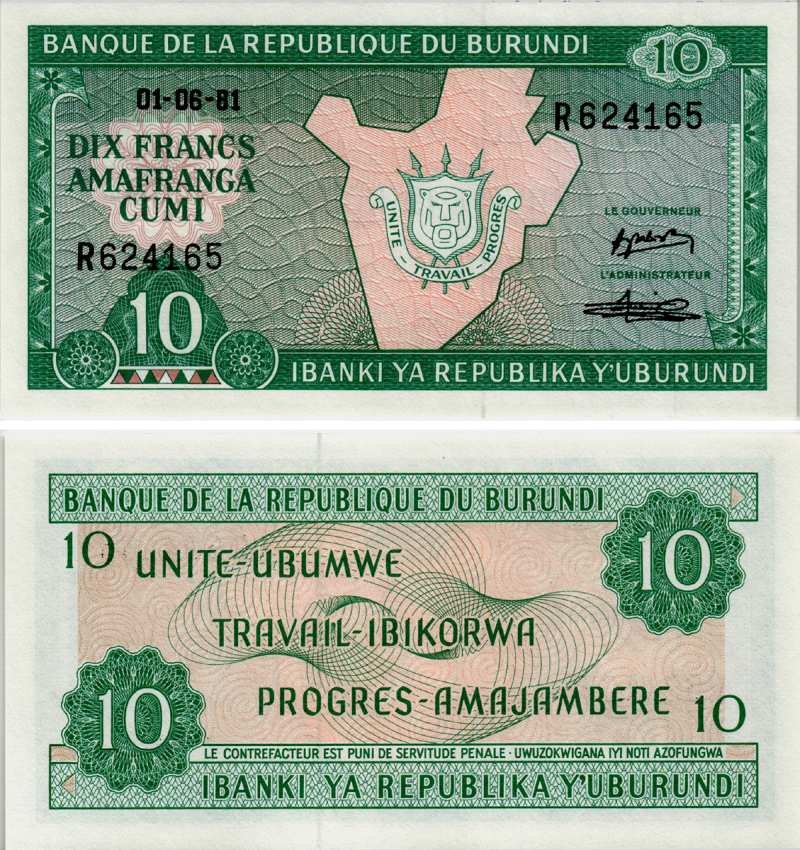 BANQUE DE LA REPUBLIQUE DU BURUNDI
10
01-06-81
R624165
DIX FRANCS
AMAFRANGA
CUMI
R624165
UNITE - TRAVAIL - PROGRES
LE GOUVERNEUR
L'ADMINISTRATEUR
10
IBANKI YA REPUBLIKA Y'UBURUNDI
BANQUE DE LA REPUBLIQUE DU BURUNDI
10
UNITE-UBUMWE
10
TRAVAIL-IBIKORWA
PROGRES-AMAJAMBERE
10
10
LE CONTREFACTEUR EST PUNI DE SERVITUDE PENALE · UWUZOKWIGANA IYI NOTI AZOFUNGWA
IBANKI YA REPUBLIKA Y'UBURUNDI